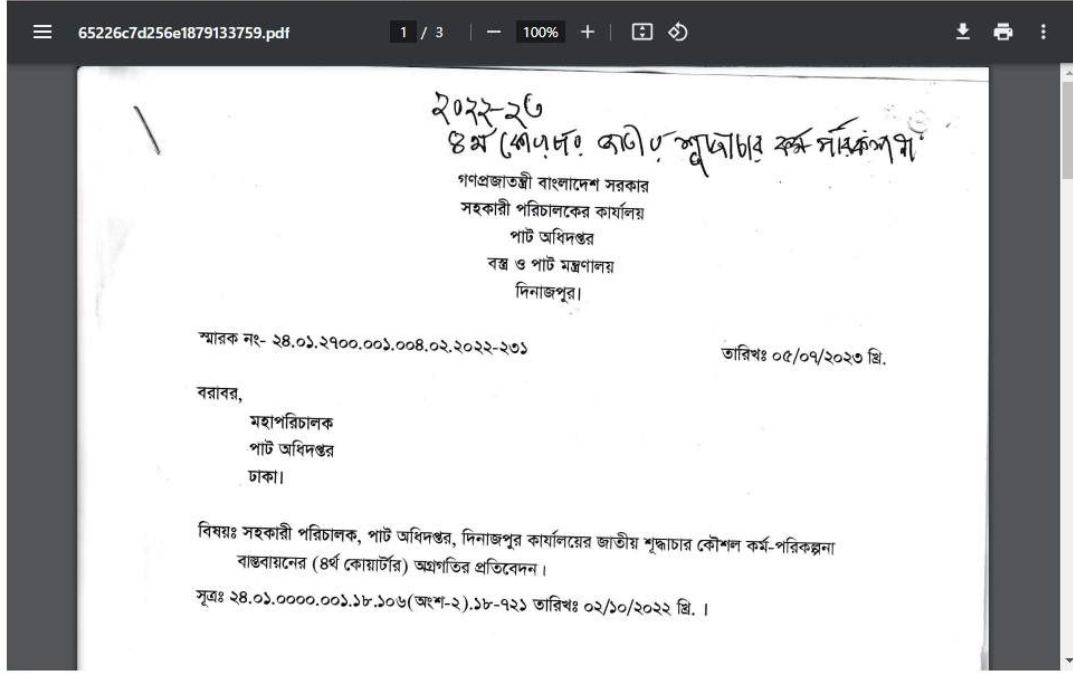 65226c7d256e1879133759.pdf
1 / 3
100%
২০২২-২৩
৪র্থ কোয়ার্টার জাতীয় শুদ্ধাচার কর্ম পরিকল্পনা
গণপ্রজাতন্ত্রী বাংলাদেশ সরকার
সহকারী পরিচালকের কার্যালয়
পাট অধিদপ্তর
বস্ত্র ও পাট মন্ত্রণালয়
দিনাজপুর।
স্মারক নং- ২৪.০১.২৭০০.০০১.০০৪.০২.২০২২-২৩১
তারিখঃ ০৫/০৭/২০২৩ খ্রি.
বরাবর,
মহাপরিচালক
পাট অধিদপ্তর
ঢাকা।
বিষয়ঃ সহকারী পরিচালক, পাট অধিদপ্তর, দিনাজপুর কার্যালয়ের জাতীয় শূদ্ধাচার কৌশল কর্ম-পরিকল্পনা
বাস্তবায়নের (৪র্থ কোয়ার্টার) অগ্রগতির প্রতিবেদন।
সূত্রঃ ২৪.০১.০০০০.০০১.১৮.১০৬(অংশ-২).১৮-৭২১ তারিখঃ ০২/১০/২০২২ খ্রি. ।